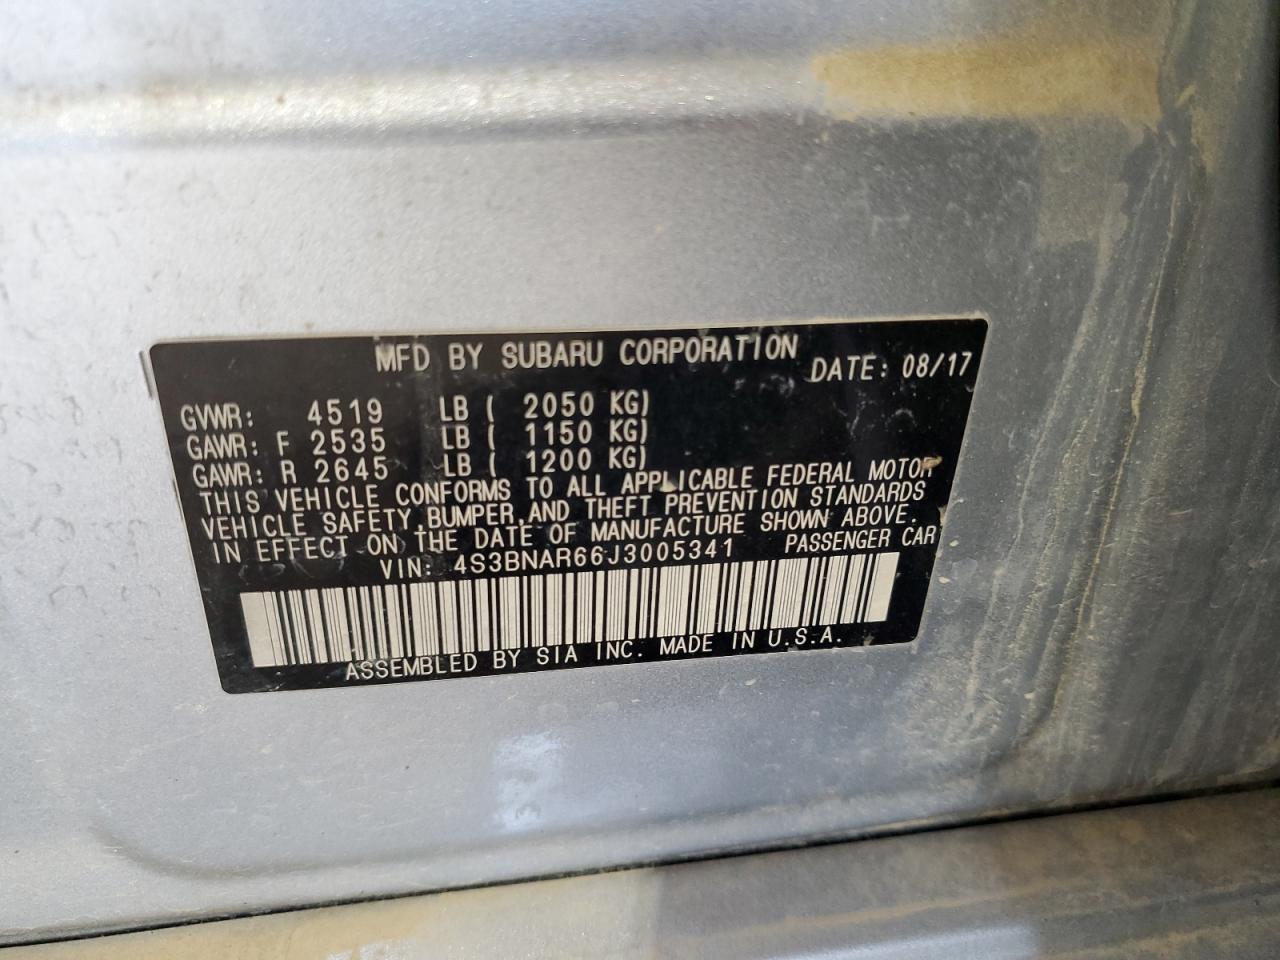 MFD BY SUBARU CORPORATION DATE: 08/17
GVWR: 4519 LB ( 2050 KG)
GAWR: F 2535 LB ( 1150 KG)
GAWR: R 2645 LB ( 1200 KG)
THIS VEHICLE CONFORMS TO ALL APPLICABLE FEDERAL MOTOR
VEHICLE SAFETY,BUMPER,AND THEFT PREVENTION STANDARDS
IN EFFECT ON THE DATE OF MANUFACTURE SHOWN ABOVE.
VIN: 4S3BNAR66J3005341 PASSENGER CAR
ASSEMBLED BY SIA INC. MADE IN U.S.A.